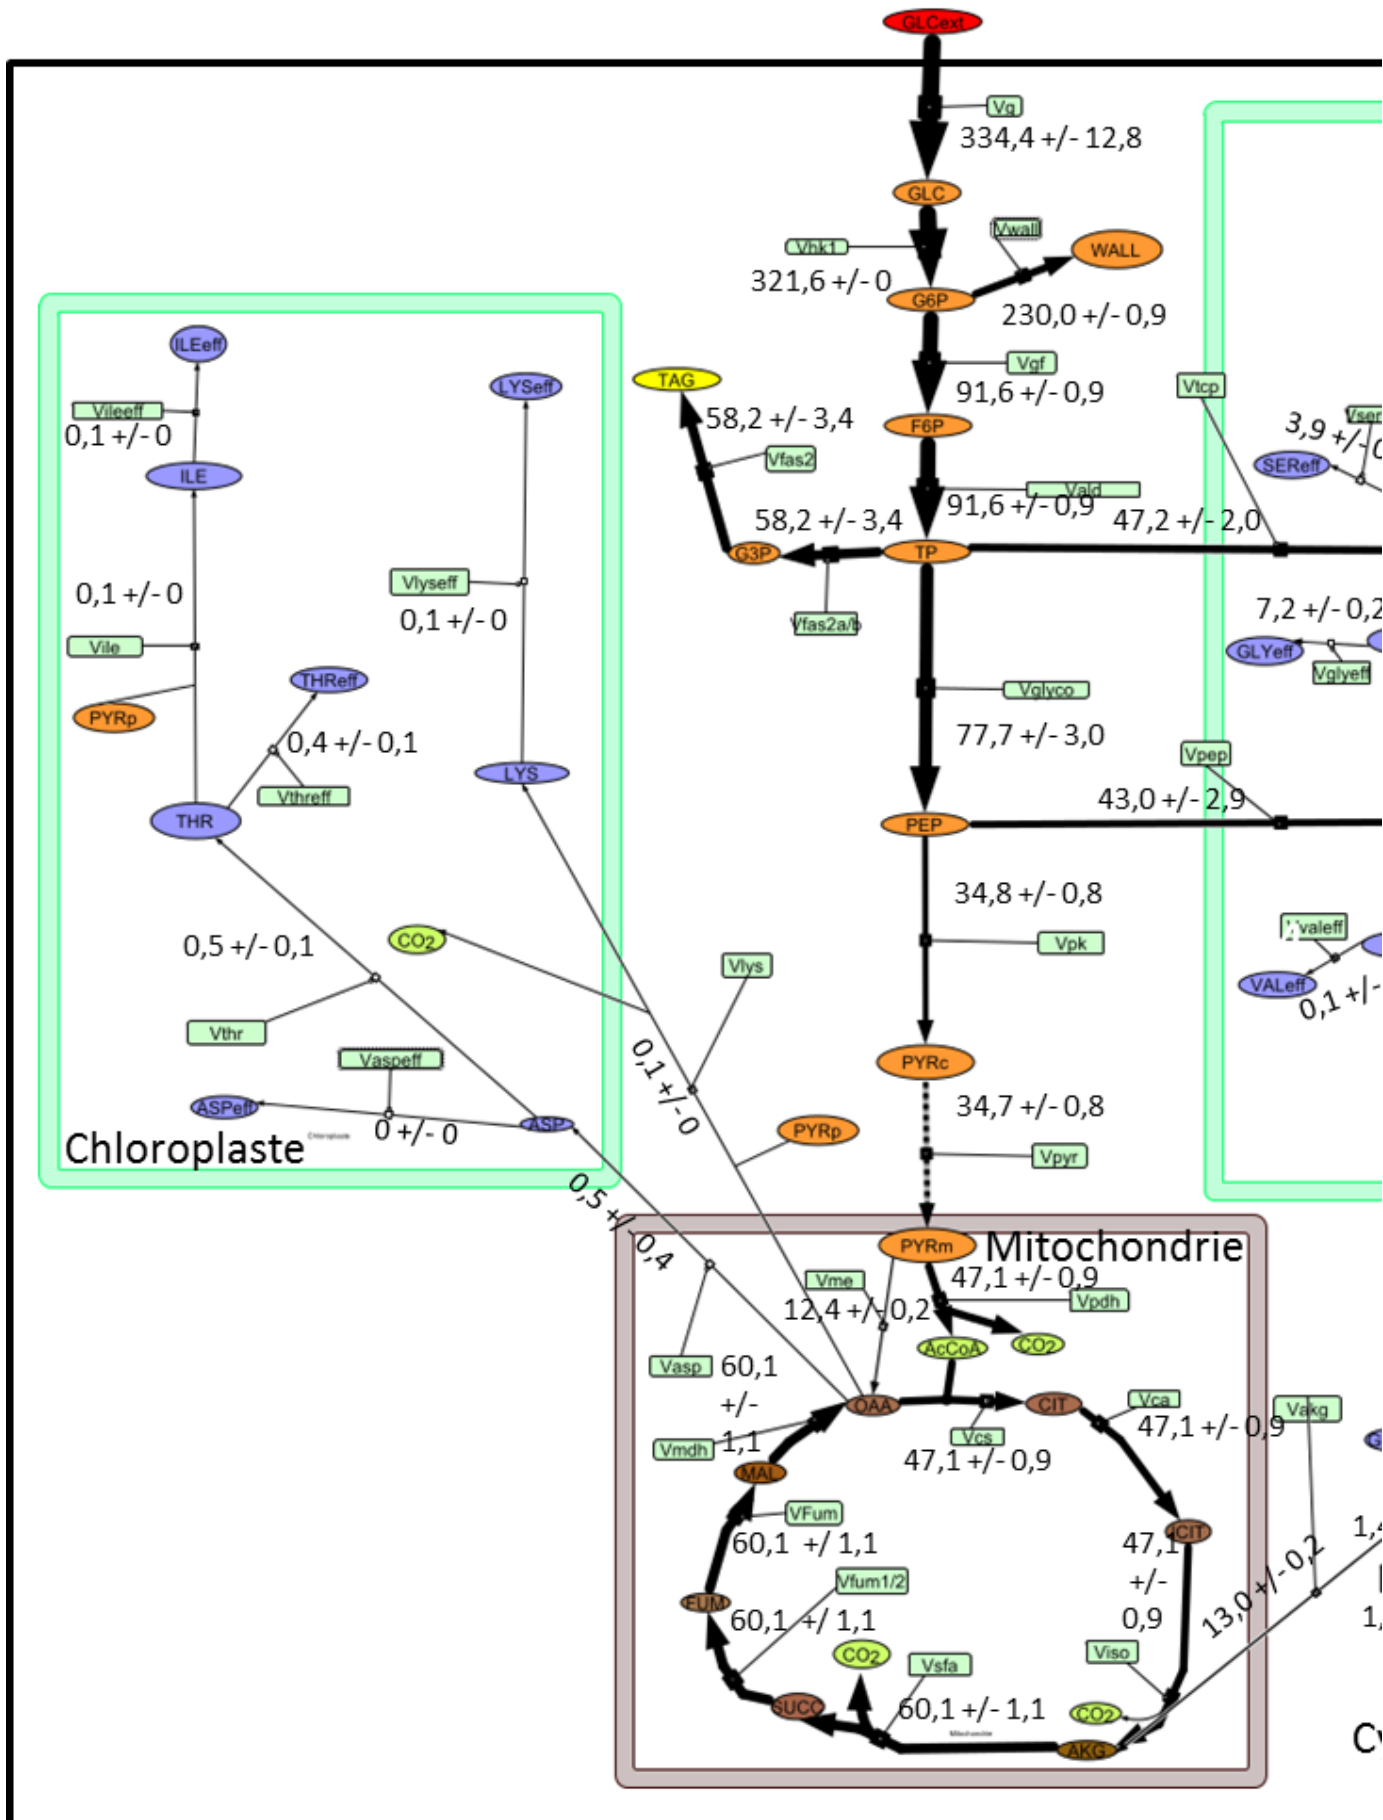 GLCext
Vg
334,4 +/- 12,8
GLC
Vhk1
Vwall
WALL
321,6 +/- 0
G6P
230,0 +/- 0,9
ILEeff
Vgf
TAG
LYSeff
91,6 +/- 0,9
Vtcp
Vileeff
58,2 +/- 3,4
F6P
0,1 +/- 0
3,9 +/- 0
Vfas2
SEReff
ILE
Vald
91,6 +/- 0,9
47,2 +/- 2,0
58,2 +/- 3,4
G3P
TP
Vlyseff
0,1 +/- 0
0,1 +/- 0
7,2 +/- 0,2
Vfas2a/b
Vile
GLYeff
Vglyeff
THReff
Vglyco
PYRp
0,4 +/- 0,1
77,7 +/- 3,0
Vpep
LYS
Vthreff
43,0 +/- 2,9
THR
PEP
34,8 +/- 0,8
Vvaleff
0,5 +/- 0,1
CO2
Vpk
Vlys
VALeff
0,1 +/-
Vthr
Vaspeff
PYRc
0,1 +/- 0
ASPeff
34,7 +/- 0,8
0 +/- 0
ASP
PYRp
Chloroplaste
Chloroplaste
Vpyr
0,5 +/- 0,4
PYRm
Mitochondrie
Vme
47,1 +/- 0,9
12,4 +/- 0,2
Vpdh
AcCoA
CO2
Vasp
60,1
+/-
1,1
OAA
CIT
Vca
Vakg
47,1 +/- 0,9
Vmdh
Vcs
47,1 +/- 0,9
MAL
VFum
60,1 +/ 1,1
ICIT
47,1
+/-
0,9
13,0 +/- 0,2
Vfum1/2
FUM
60,1 +/ 1,1
CO2
Vsfa
Viso
SUCC
60,1 +/- 1,1
CO2
Mitochondrie
AKG